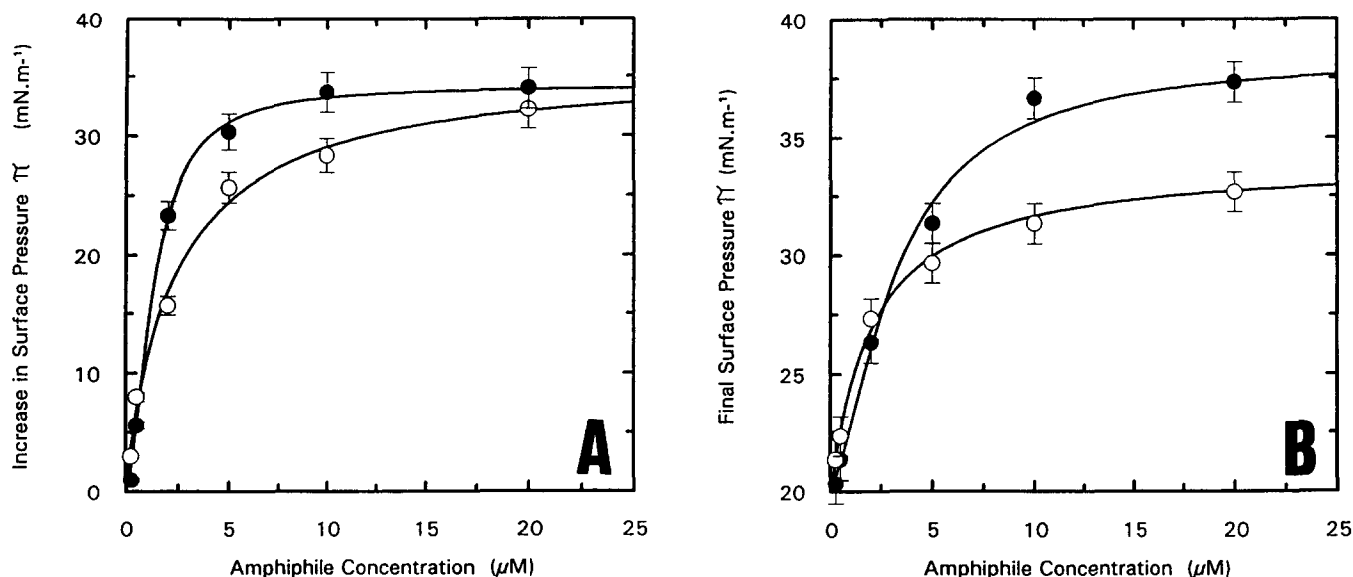 Increase in Surface Pressure π (mN.m⁻¹)
40
30
20
10
0
0 5 10 15 20 25
Amphiphile Concentration (µM)
A
Final Surface Pressure π (mN.m⁻¹)
40
35
30
25
20
0 5 10 15 20 25
Amphiphile Concentration (µM)
B